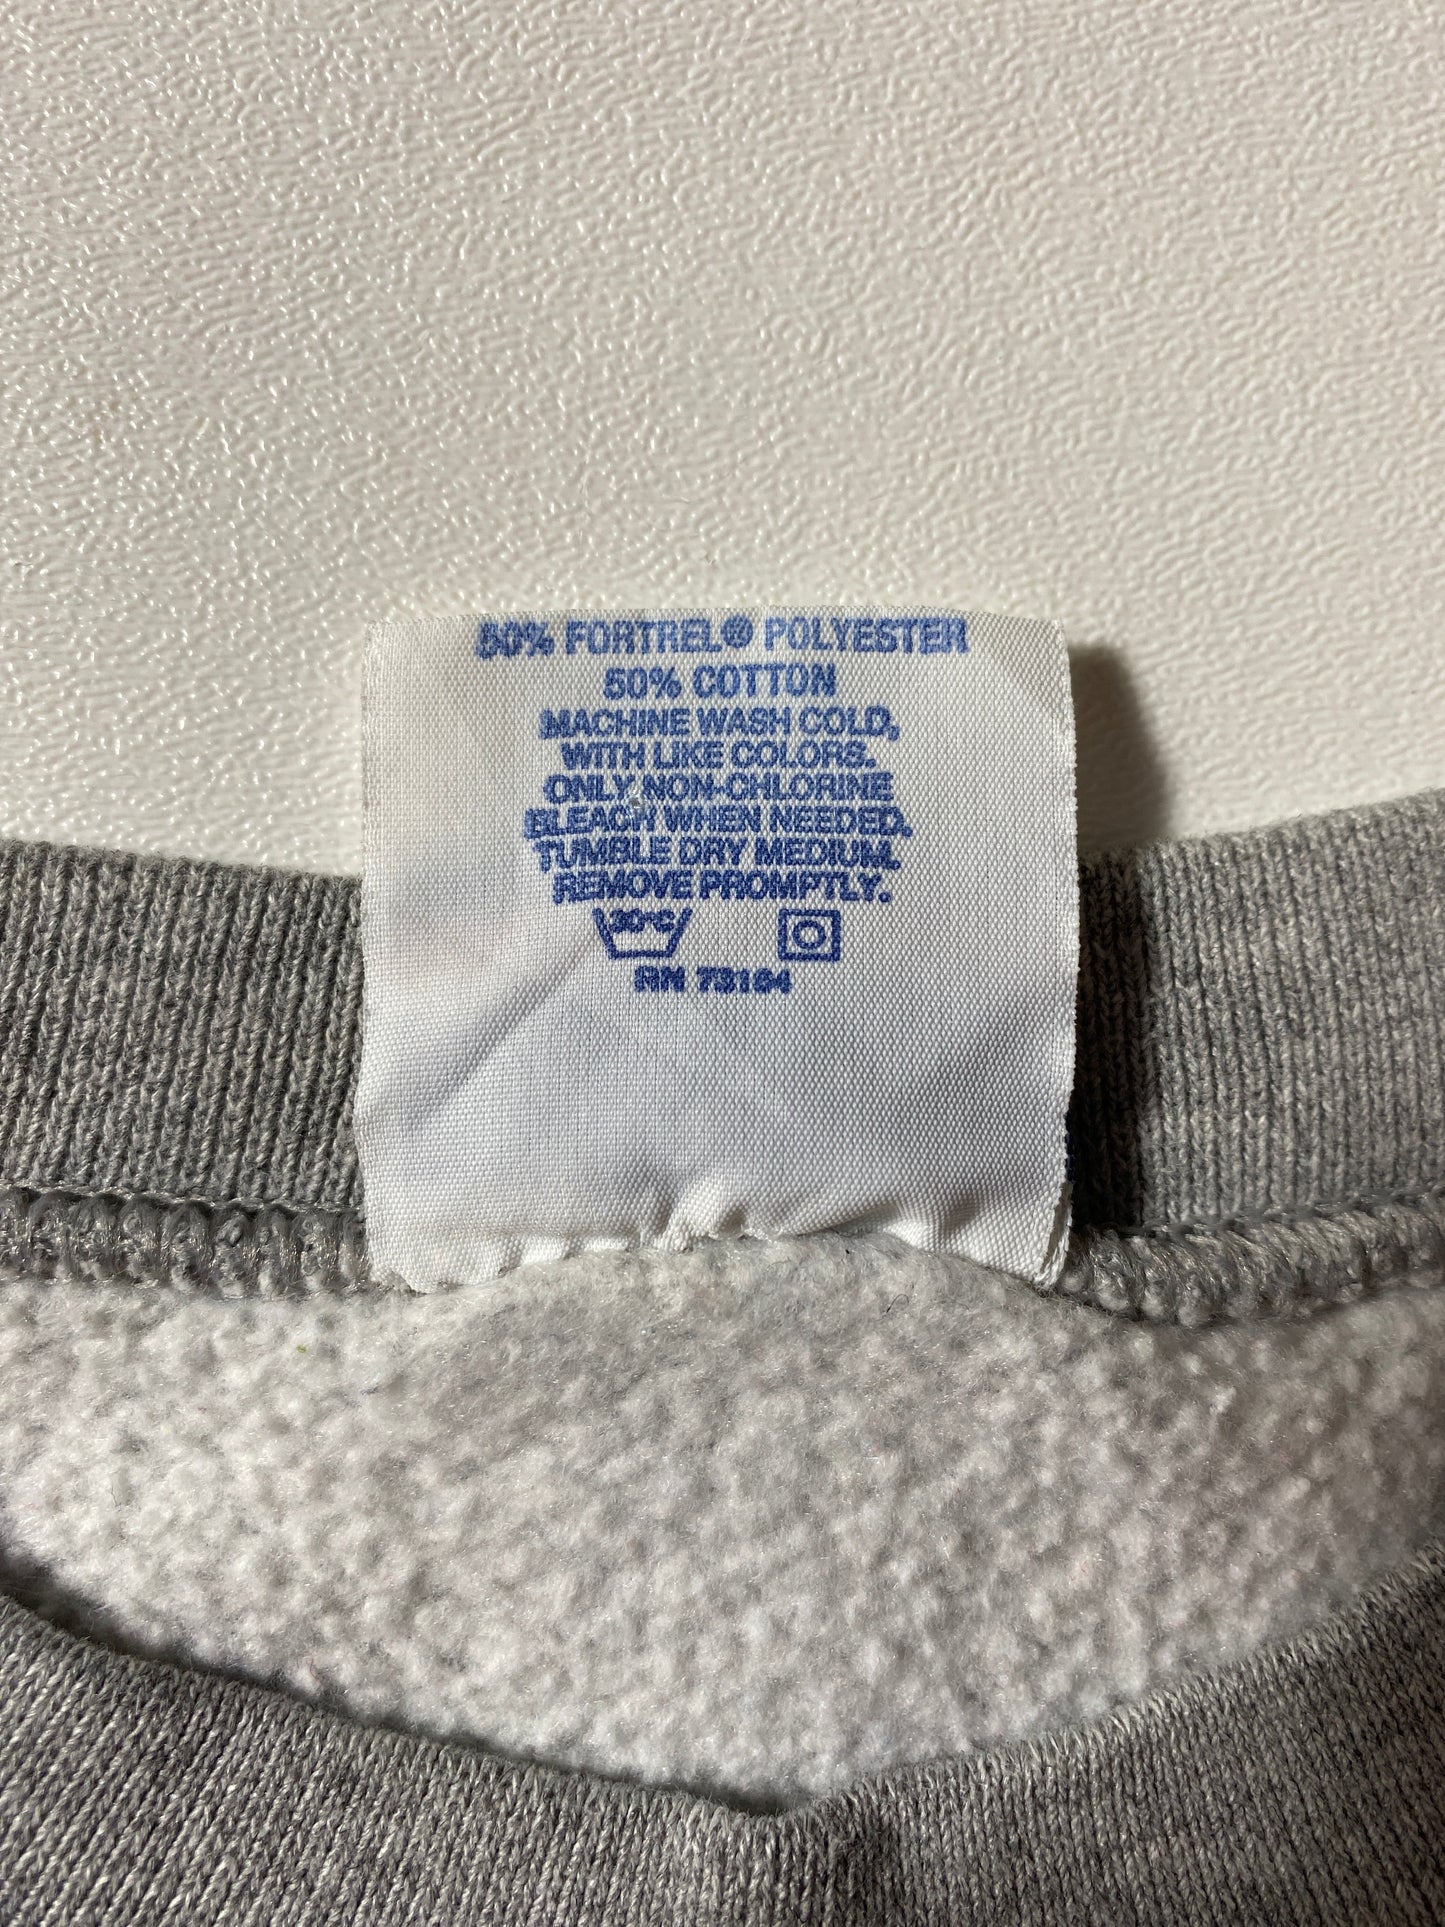 50% FORTREL® POLYESTER
50% COTTON
MACHINE WASH COLD,
WITH LIKE COLORS.
ONLY NON-CHLORINE
BLEACH WHEN NEEDED.
TUMBLE DRY MEDIUM.
REMOVE PROMPTLY.
30°C
RN 73164